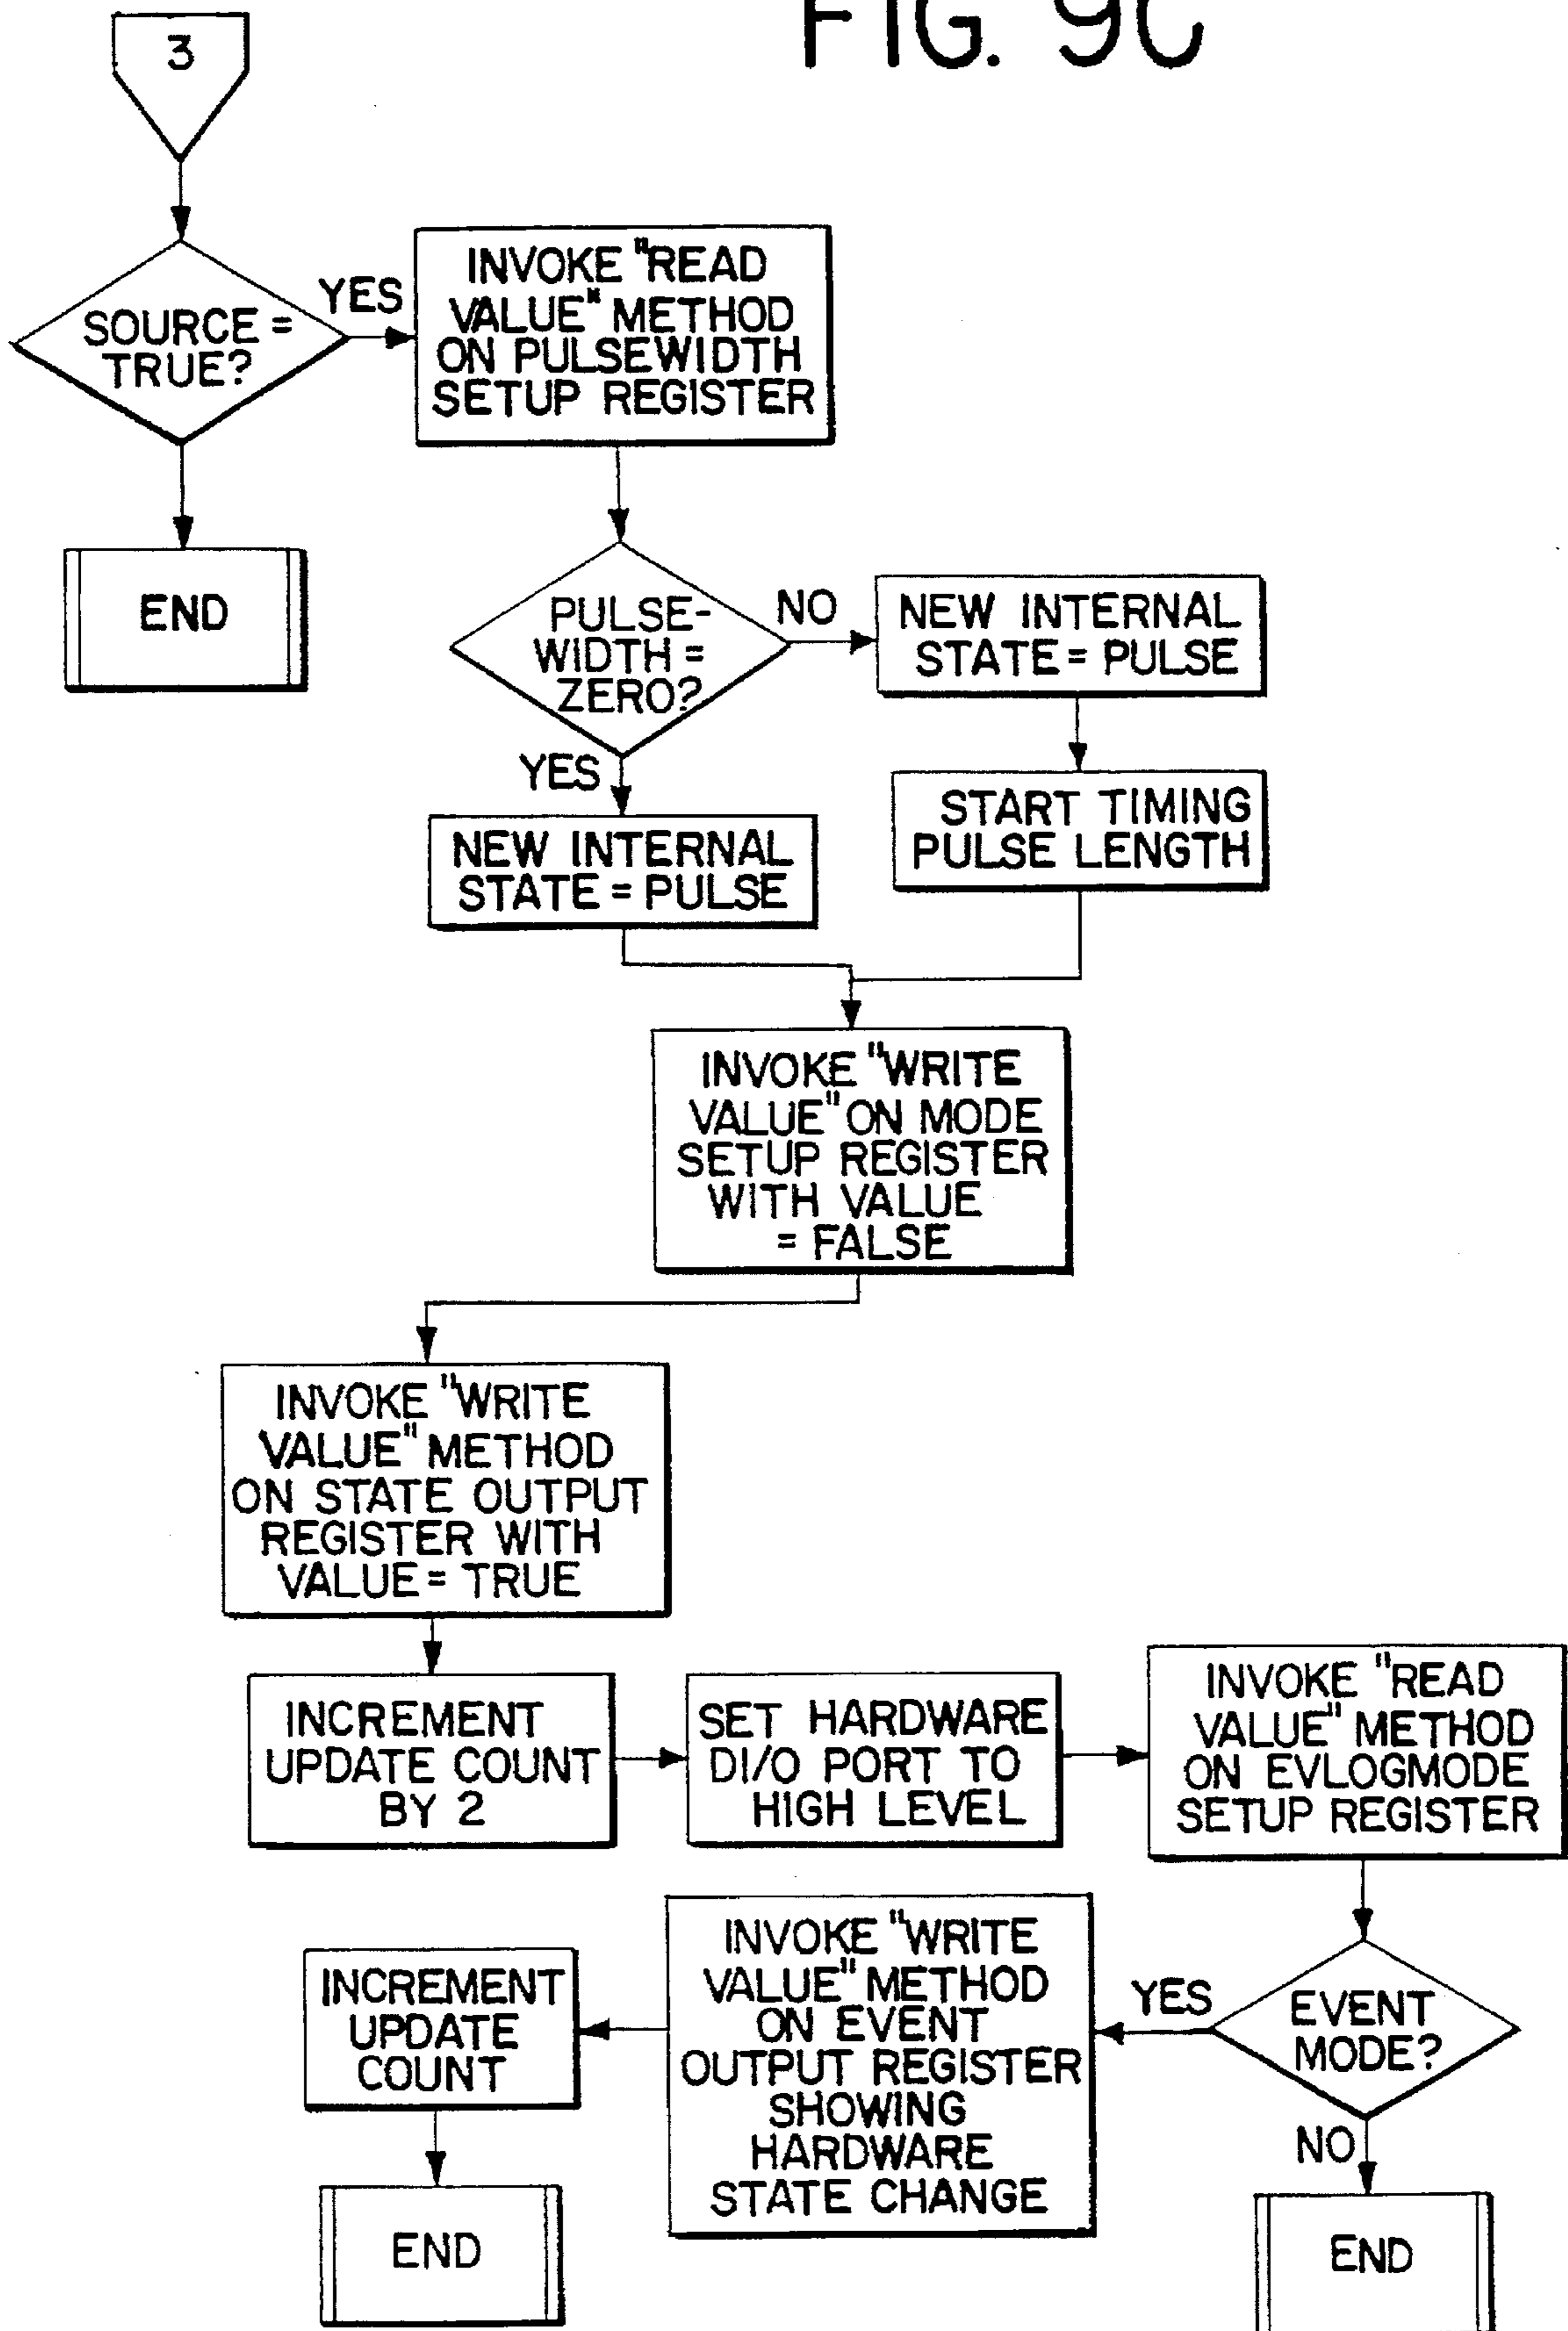 FIG. 9C
3
SOURCE =
TRUE?
YES
INVOKE "READ
VALUE" METHOD
ON PULSEWIDTH
SETUP REGISTER
END
PULSE-
WIDTH =
ZERO?
NO
NEW INTERNAL
STATE = PULSE
YES
START TIMING
PULSE LENGTH
NEW INTERNAL
STATE = PULSE
INVOKE "WRITE
VALUE" ON MODE
SETUP REGISTER
WITH VALUE
= FALSE
INVOKE "WRITE
VALUE" METHOD
ON STATE OUTPUT
REGISTER WITH
VALUE = TRUE
INCREMENT
UPDATE COUNT
BY 2
SET HARDWARE
DI/O PORT TO
HIGH LEVEL
INVOKE "READ
VALUE" METHOD
ON EVLOGMODE
SETUP REGISTER
EVENT
MODE?
YES
INVOKE "WRITE
VALUE" METHOD
ON EVENT
OUTPUT REGISTER
SHOWING
HARDWARE
STATE CHANGE
INCREMENT
UPDATE
COUNT
END
NO
END